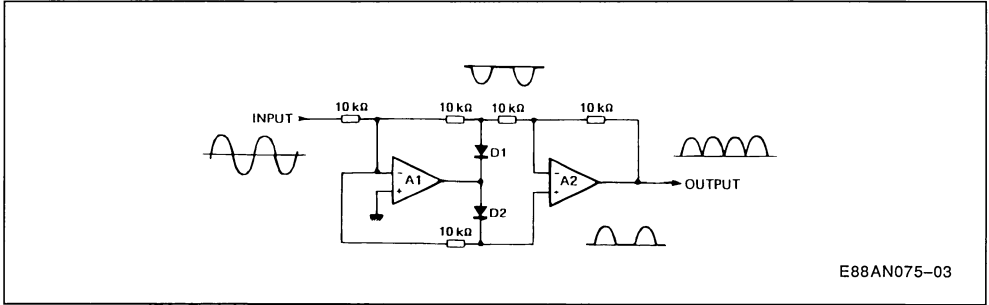 10 kΩ 10 kΩ 10 kΩ 10 kΩ
INPUT
D1
- A1 +
- A2 +
OUTPUT
D2
10 kΩ
E88AN075-03